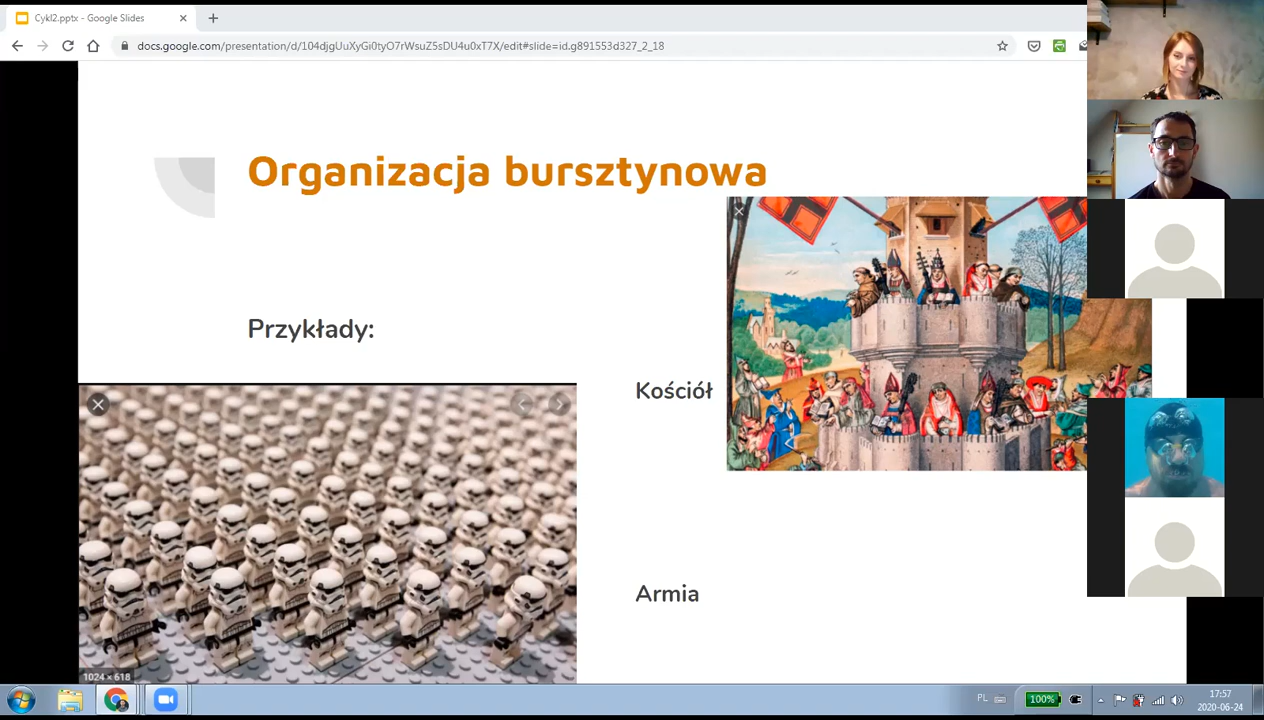 Cykl2.pptx - Google Slides
docs.google.com/presentation/d/104djgUuXyGi0tyO7rWsuZ5sDU4u0xT7X/edit#slide=id.g891553d327_2_18
Organizacja bursztynowa
Przykłady:
Kościół
Armia
1024 × 618
PL
100%
17:57
2020-06-24